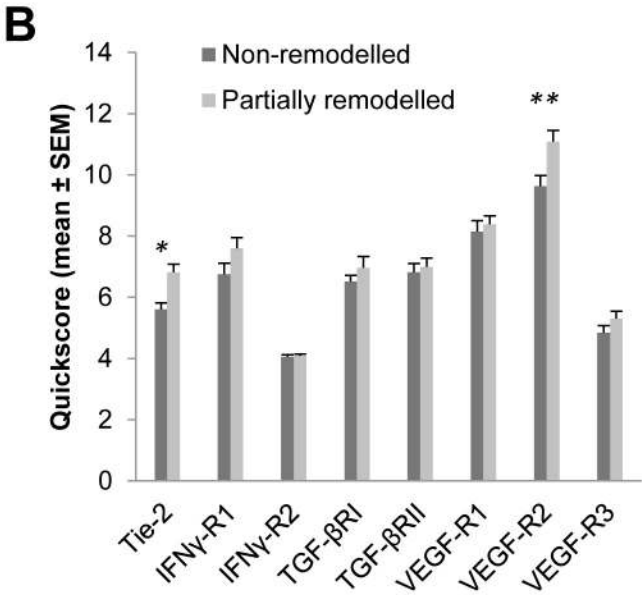 B
Non-remodelled
Partially remodelled
Quickscore (mean ± SEM)
14
12
10
8
6
4
2
0
*
**
Tie-2
IFNγ-R1
IFNγ-R2
TGF-βRI
TGF-βRII
VEGF-R1
VEGF-R2
VEGF-R3